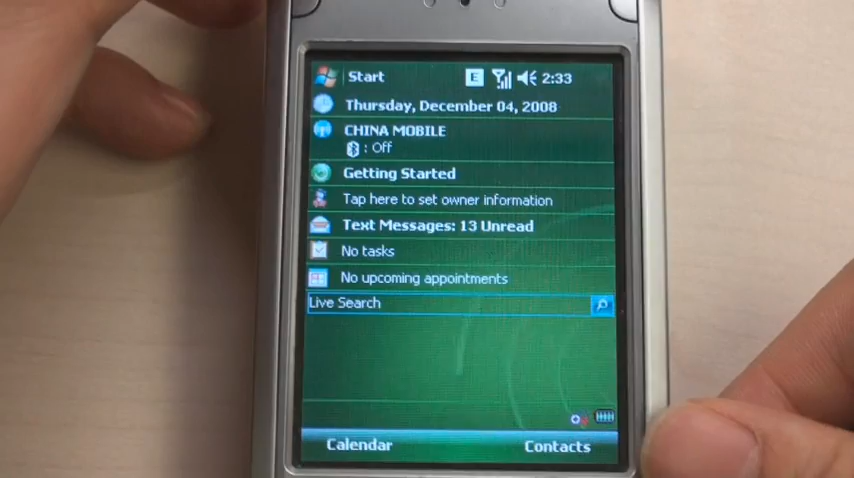 Start E 2:33
Thursday, December 04, 2008
CHINA MOBILE
: Off
Getting Started
Tap here to set owner information
Text Messages: 13 Unread
No tasks
No upcoming appointments
Live Search
Calendar Contacts